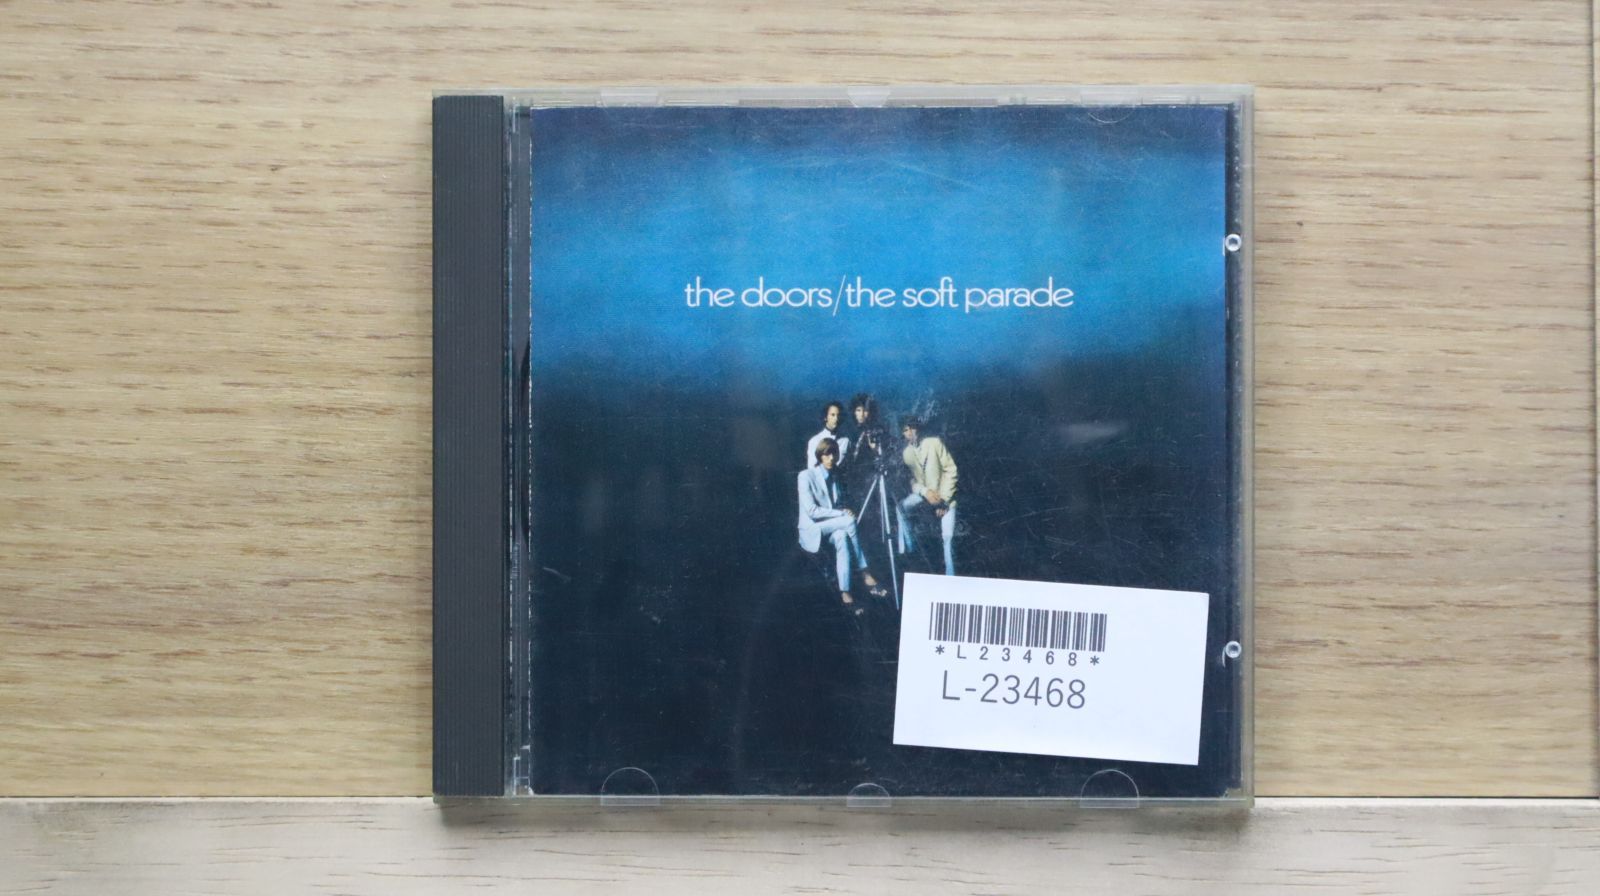 the doors/the soft parade
*L23468*
L-23468